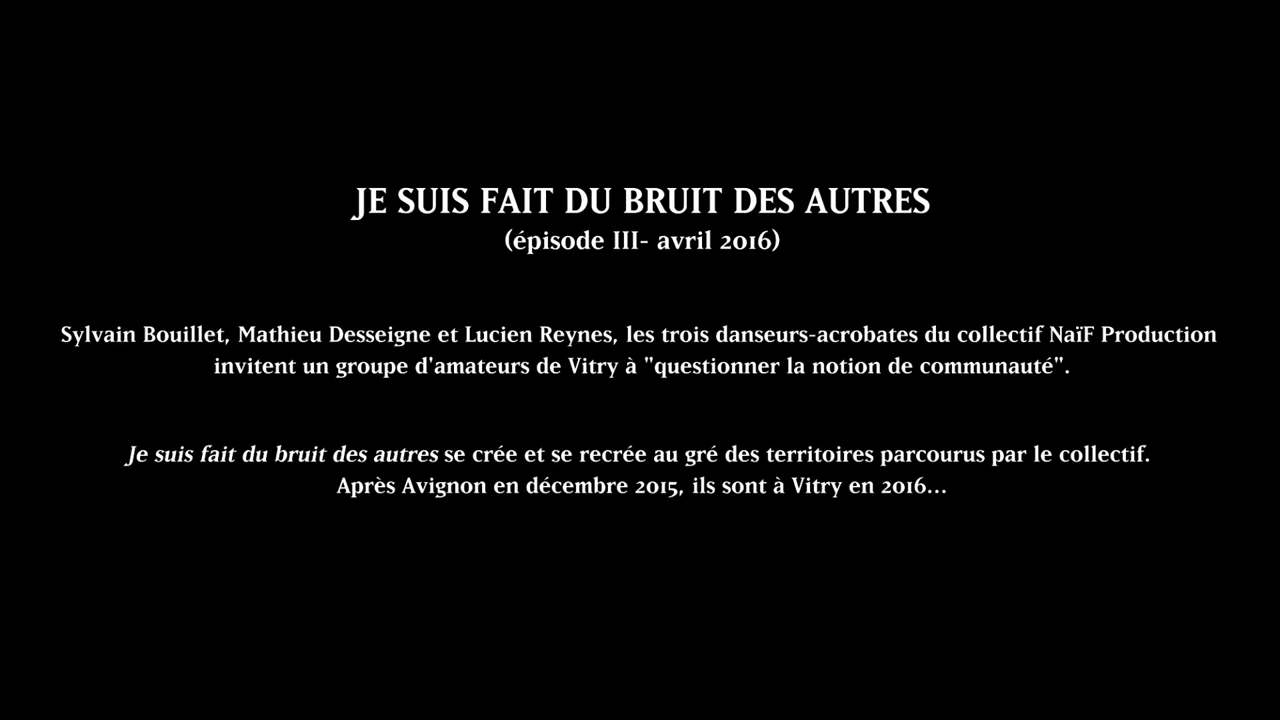 JE SUIS FAIT DU BRUIT DES AUTRES
(épisode III- avril 2016)
Sylvain Bouillet, Mathieu Desseigne et Lucien Reynes, les trois danseurs-acrobates du collectif NaïF Production
invitent un groupe d'amateurs de Vitry à "questionner la notion de communauté".
Je suis fait du bruit des autres se crée et se recrée au gré des territoires parcourus par le collectif.
Après Avignon en décembre 2015, ils sont à Vitry en 2016...